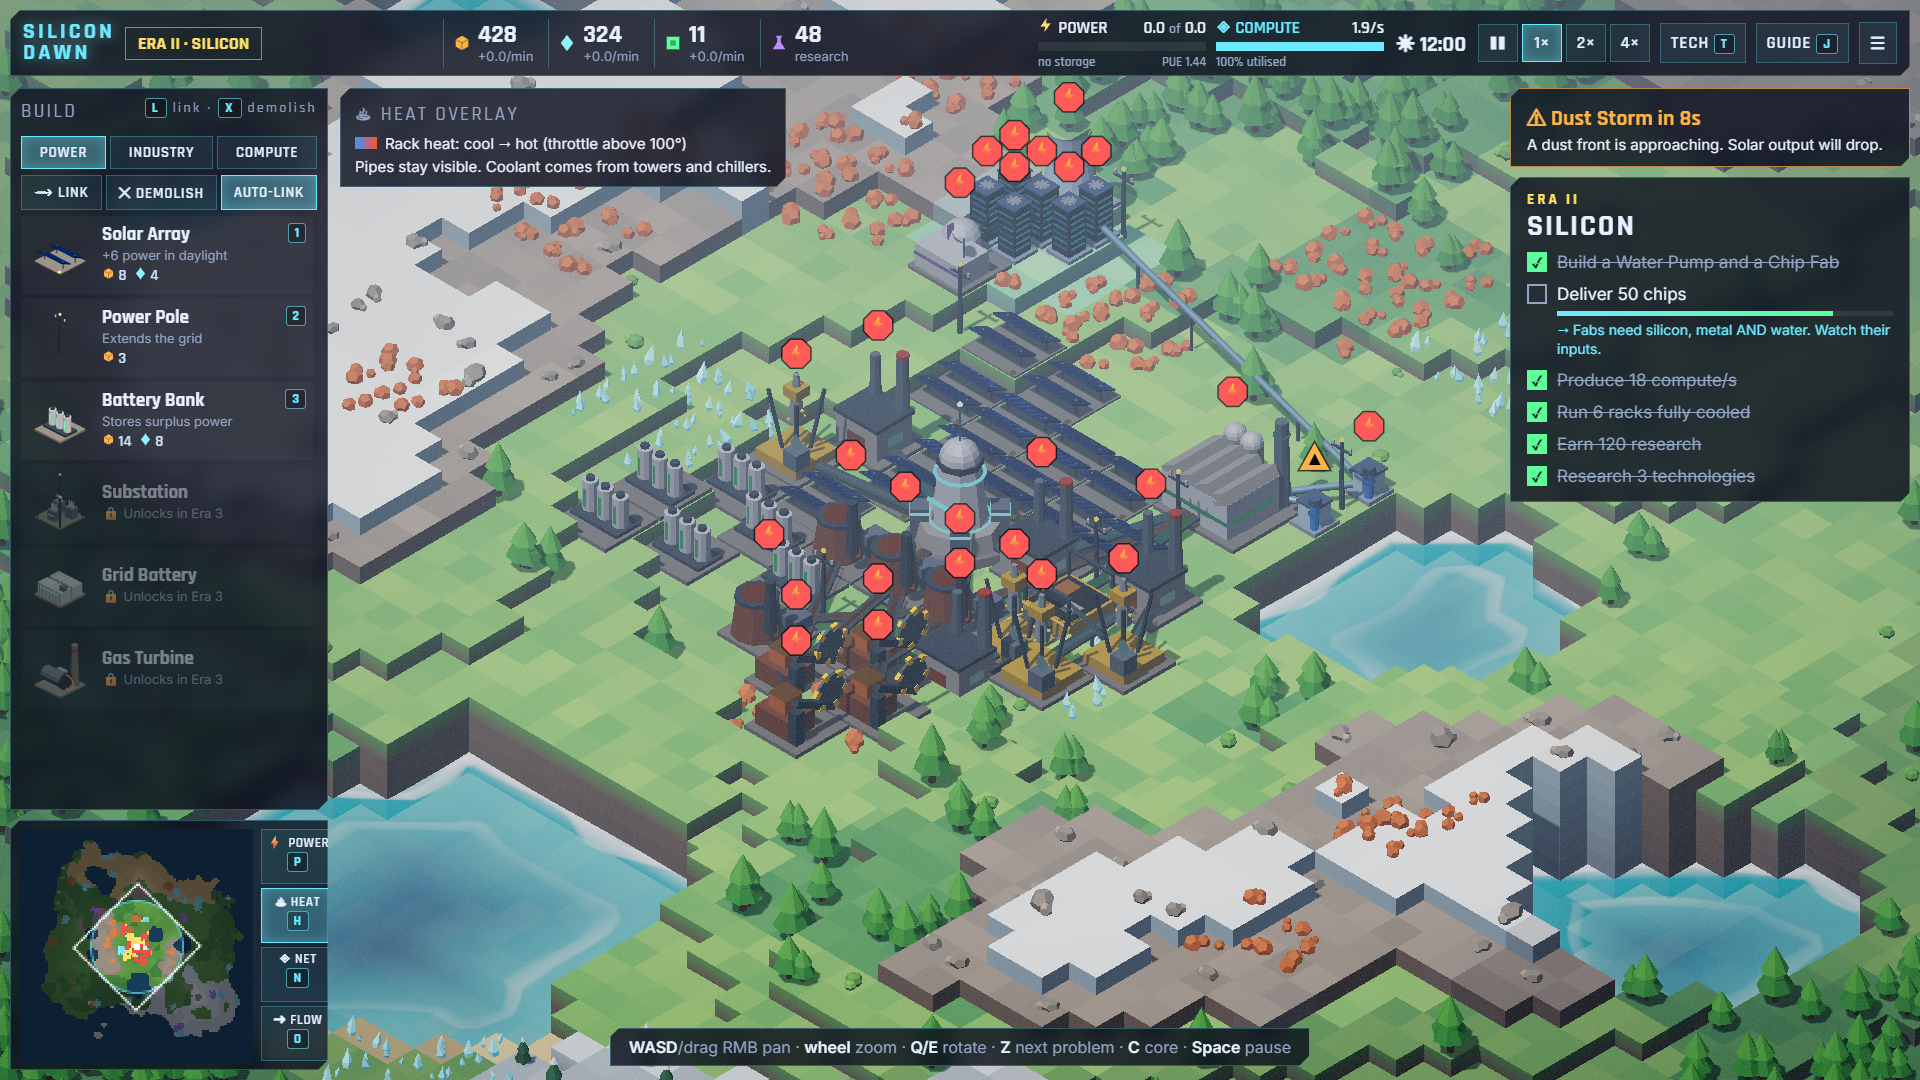 SILICON
DAWN
ERA II · SILICON
428
+0.0/min
324
+0.0/min
11
+0.0/min
48
research
POWER 0.0 of 0.0
no storage PUE 1.44
COMPUTE 1.9/s
100% utilised
12:00
1×
2×
4×
TECH T
GUIDE J
BUILD
L link · X demolish
POWER
INDUSTRY
COMPUTE
LINK
DEMOLISH
AUTO-LINK
Solar Array 1
+6 power in daylight
8 4
Power Pole 2
Extends the grid
3
Battery Bank 3
Stores surplus power
14 8
Substation
Unlocks in Era 3
Grid Battery
Unlocks in Era 3
Gas Turbine
Unlocks in Era 3
HEAT OVERLAY
Rack heat: cool → hot (throttle above 100°)
Pipes stay visible. Coolant comes from towers and chillers.
Dust Storm in 8s
A dust front is approaching. Solar output will drop.
ERA II
SILICON
Build a Water Pump and a Chip Fab
Deliver 50 chips
→ Fabs need silicon, metal AND water. Watch their
inputs.
Produce 18 compute/s
Run 6 racks fully cooled
Earn 120 research
Research 3 technologies
POWER
P
HEAT
H
NET
N
FLOW
O
WASD/drag RMB pan · wheel zoom · Q/E rotate · Z next problem · C core · Space pause